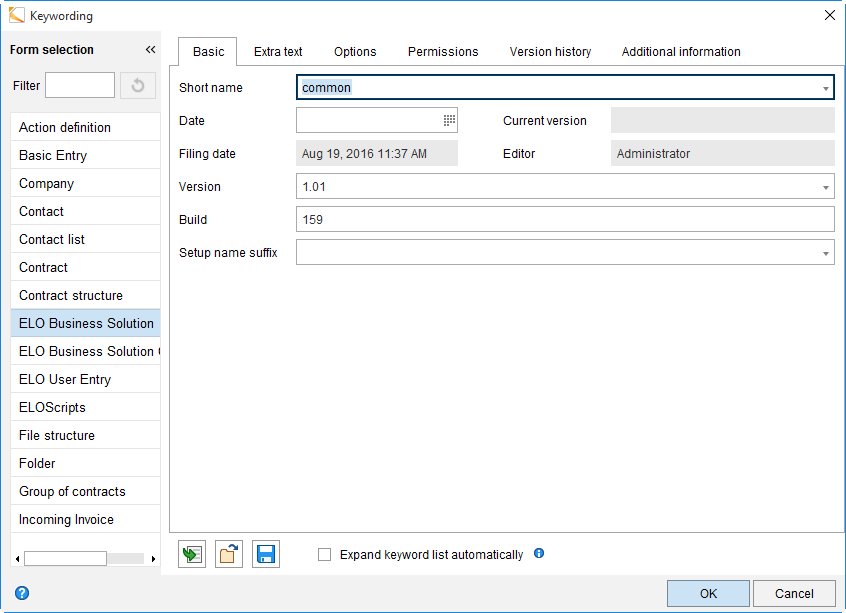 Keywording
Form selection «
Filter
Action definition
Basic Entry
Company
Contact
Contact list
Contract
Contract structure
ELO Business Solution
ELO Business Solution
ELO User Entry
ELOScripts
File structure
Folder
Group of contracts
Incoming Invoice
Basic Extra text Options Permissions Version history Additional information
Short name common
Date Current version
Filing date Aug 19, 2016 11:37 AM Editor Administrator
Version 1.01
Build 159
Setup name suffix
Expand keyword list automatically
OK Cancel